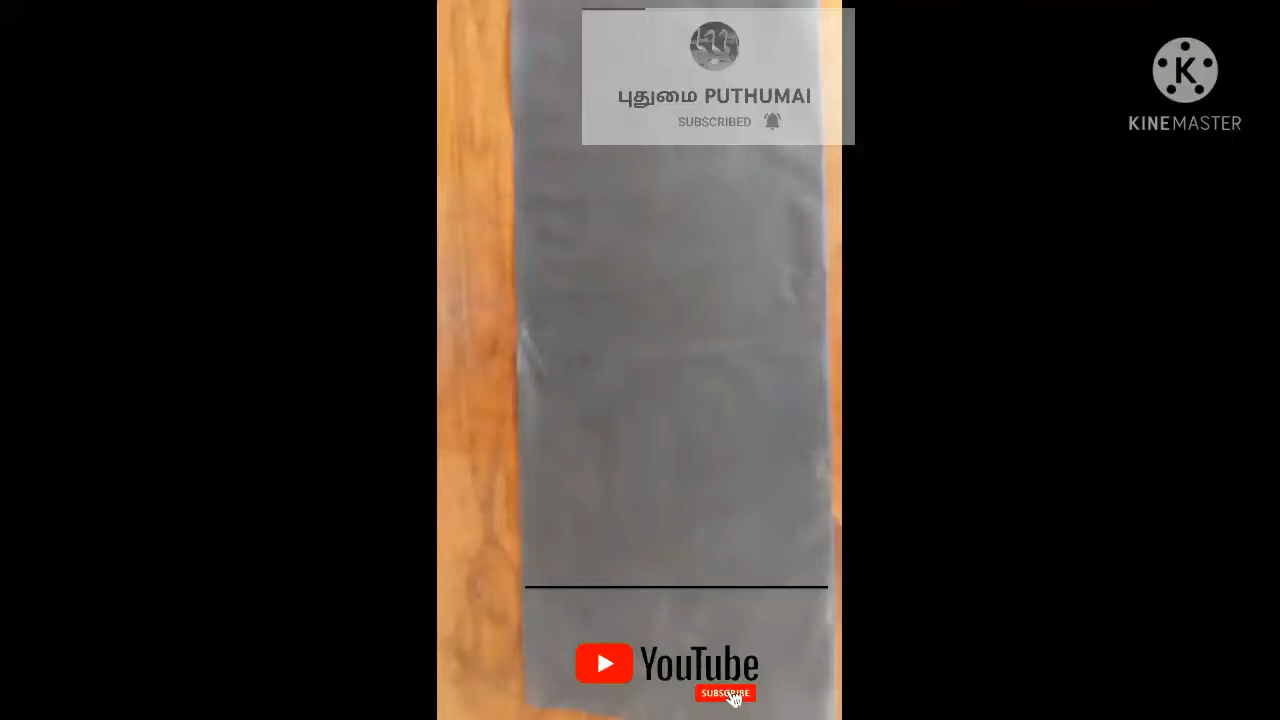 புதுமை PUTHUMAI
SUBSCRIBED
K
KINEMASTER
YouTube
SUBSCRIBE